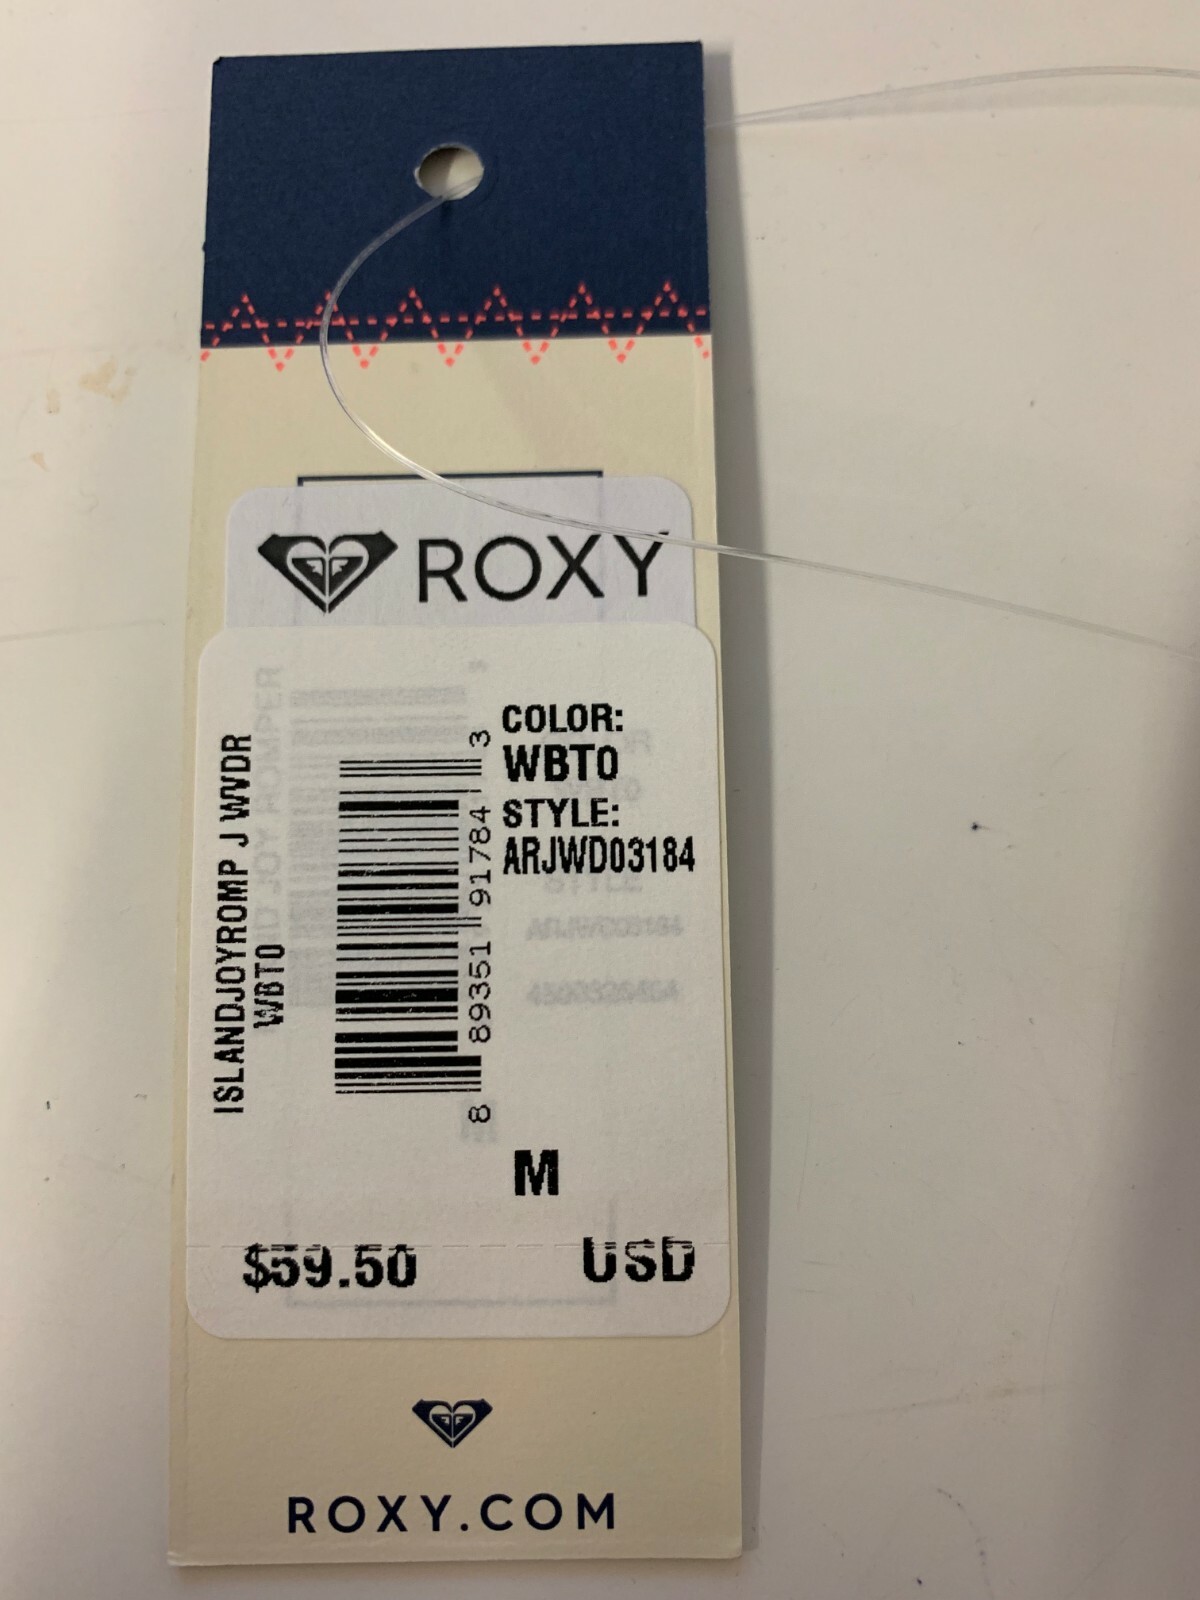 ROXY
ISLANDJOYROMP J WVDR
WBT0
8 89351 91784 3
COLOR:
WBT0
STYLE:
ARJWD03184
M
$59.50 USD
ROXY.COM